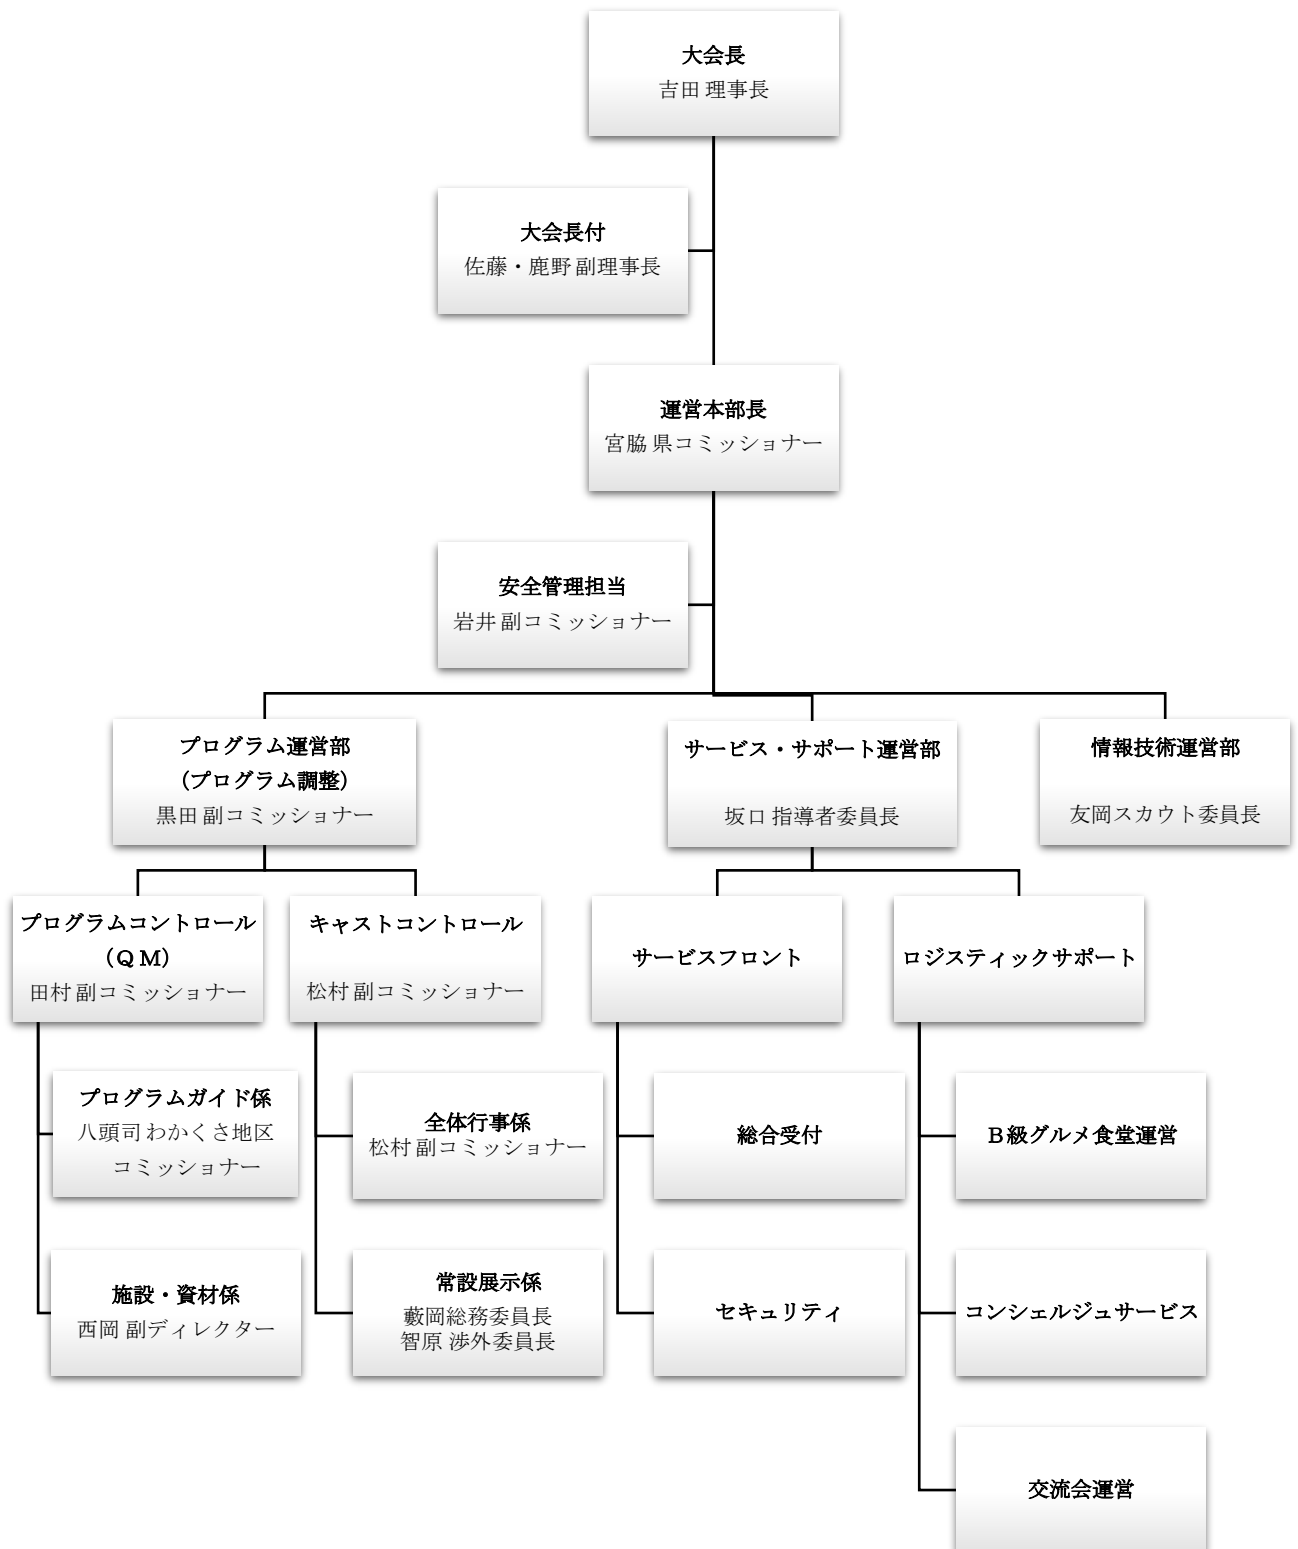 大会長
吉田 理事長
大会長付
佐藤・鹿野 副理事長
運営本部長
宮脇 県コミッショナー
安全管理担当
岩井 副コミッショナー
プログラム運営部
(プログラム調整)
黒田 副コミッショナー
サービス・サポート運営部
坂口 指導者委員長
情報技術運営部
友岡スカウト委員長
プログラムコントロール
(QM)
田村 副コミッショナー
キャストコントロール
松村 副コミッショナー
サービスフロント
ロジスティックサポート
プログラムガイド係
八頭司 わかくさ地区
コミッショナー
全体行事係
松村 副コミッショナー
総合受付
B級グルメ食堂運営
施設・資材係
西岡 副ディレクター
常設展示係
藪岡総務委員長
智原 渉外委員長
セキュリティ
コンシェルジュサービス
交流会運営